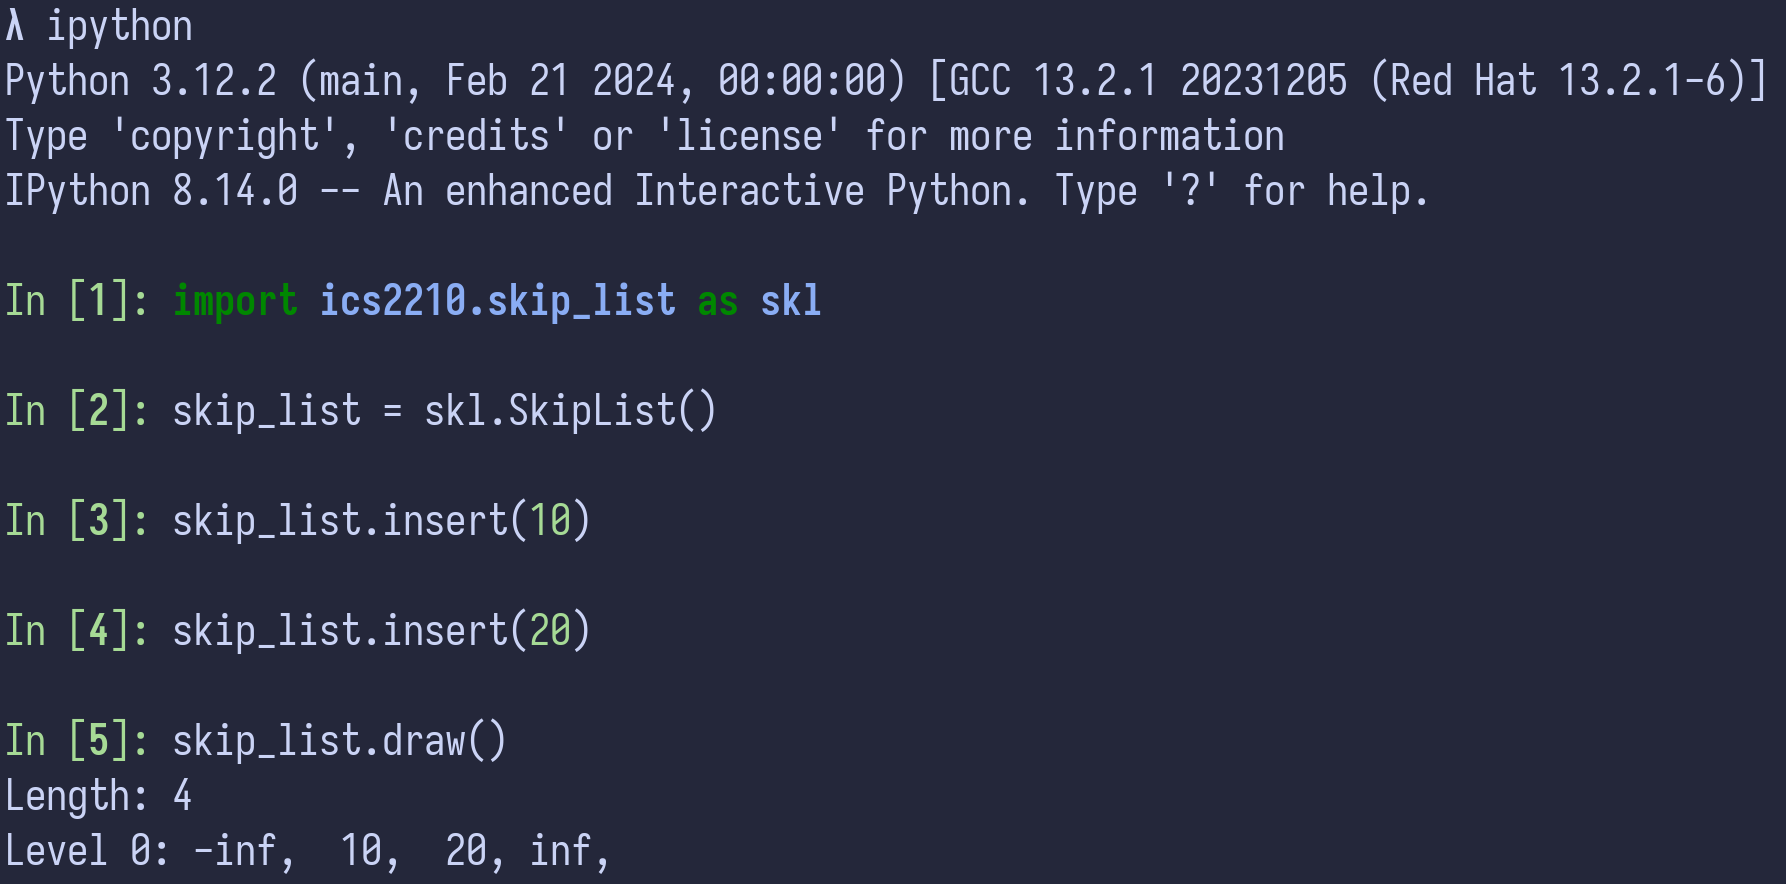 λ ipython
Python 3.12.2 (main, Feb 21 2024, 00:00:00) [GCC 13.2.1 20231205 (Red Hat 13.2.1-6)]
Type 'copyright', 'credits' or 'license' for more information
IPython 8.14.0 -- An enhanced Interactive Python. Type '?' for help.
In [1]: import ics2210.skip_list as skl
In [2]: skip_list = skl.SkipList()
In [3]: skip_list.insert(10)
In [4]: skip_list.insert(20)
In [5]: skip_list.draw()
Length: 4
Level 0: -inf,  10,  20, inf,